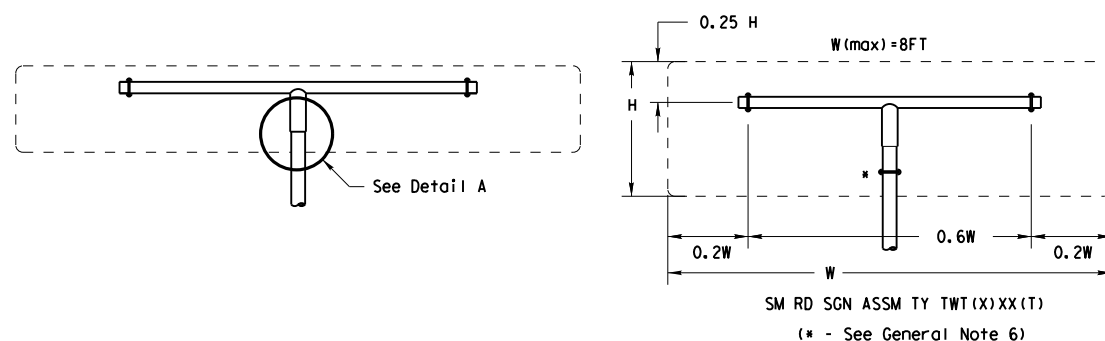 0.25 H
W(max)=8FT
H
See Detail A
*
0.2W
0.6W
0.2W
W
SM RD SGN ASSM TY TWT(X)XX(T)
(* - See General Note 6)